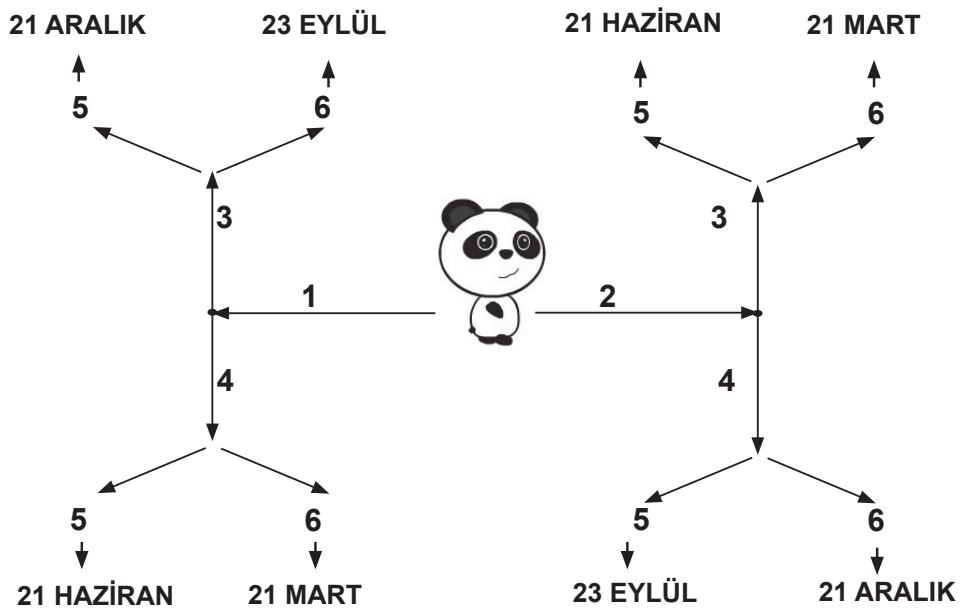 21 ARALIK 23 EYLÜL 21 HAZİRAN 21 MART
5 6 5 6
3 3
1 2
4 4
5 6 5 6
21 HAZİRAN 21 MART 23 EYLÜL 21 ARALIK